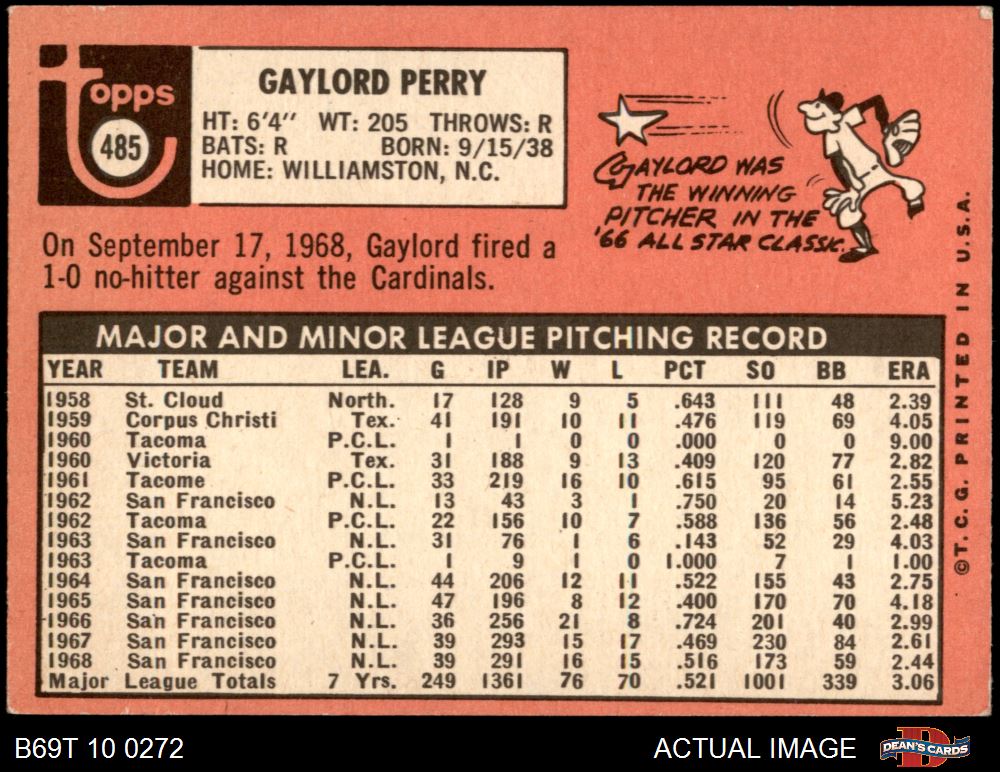 topps
485
GAYLORD PERRY
HT: 6'4" WT: 205 THROWS: R
BATS: R BORN: 9/15/38
HOME: WILLIAMSTON, N.C.
GAYLORD WAS
THE WINNING
PITCHER IN THE
'66 ALL STAR CLASSIC.
On September 17, 1968, Gaylord fired a
1-0 no-hitter against the Cardinals.
MAJOR AND MINOR LEAGUE PITCHING RECORD
YEAR TEAM LEA. G IP W L PCT SO BB ERA
1958 St. Cloud North. 17 128 9 5 .643 111 48 2.39
1959 Corpus Christi Tex. 41 191 10 11 .476 119 69 4.05
1960 Tacoma P.C.L. 1 1 0 0 .000 0 0 9.00
1960 Victoria Tex. 31 188 9 13 .409 120 77 2.82
1961 Tacome P.C.L. 33 219 16 10 .615 95 61 2.55
1962 San Francisco N.L. 13 43 3 1 .750 20 14 5.23
1962 Tacoma P.C.L. 22 156 10 7 .588 136 56 2.48
1963 San Francisco N.L. 31 76 1 6 .143 52 29 4.03
1963 Tacoma P.C.L. 1 9 1 0 1.000 7 1 1.00
1964 San Francisco N.L. 44 206 12 11 .522 155 43 2.75
1965 San Francisco N.L. 47 196 8 12 .400 170 70 4.18
1966 San Francisco N.L. 36 256 21 8 .724 201 40 2.99
1967 San Francisco N.L. 39 293 15 17 .469 230 84 2.61
1968 San Francisco N.L. 39 291 16 15 .516 173 59 2.44
Major League Totals 7 Yrs. 249 1361 76 70 .521 1001 339 3.06
©T. C. G. PRINTED IN U.S.A.
B69T 10 0272
ACTUAL IMAGE
DEAN'S CARDS